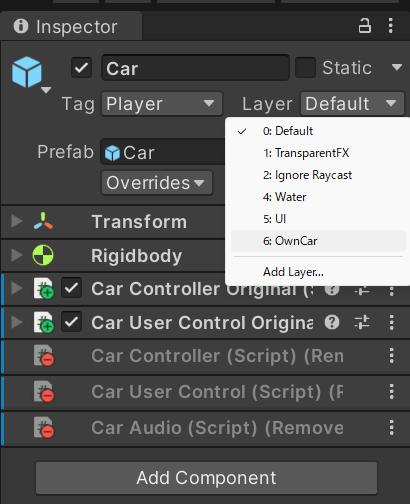 Inspector
Car
Static
Tag Player Layer Default
0: Default
1: TransparentFX
2: Ignore Raycast
4: Water
5: UI
6: OwnCar
Add Layer...
Prefab Car
Overrides
Transform
Rigidbody
Car Controller Original (S
Car User Control Origina
Car Controller (Script) (Rem
Car User Control (Script) (R
Car Audio (Script) (Remove
Add Component